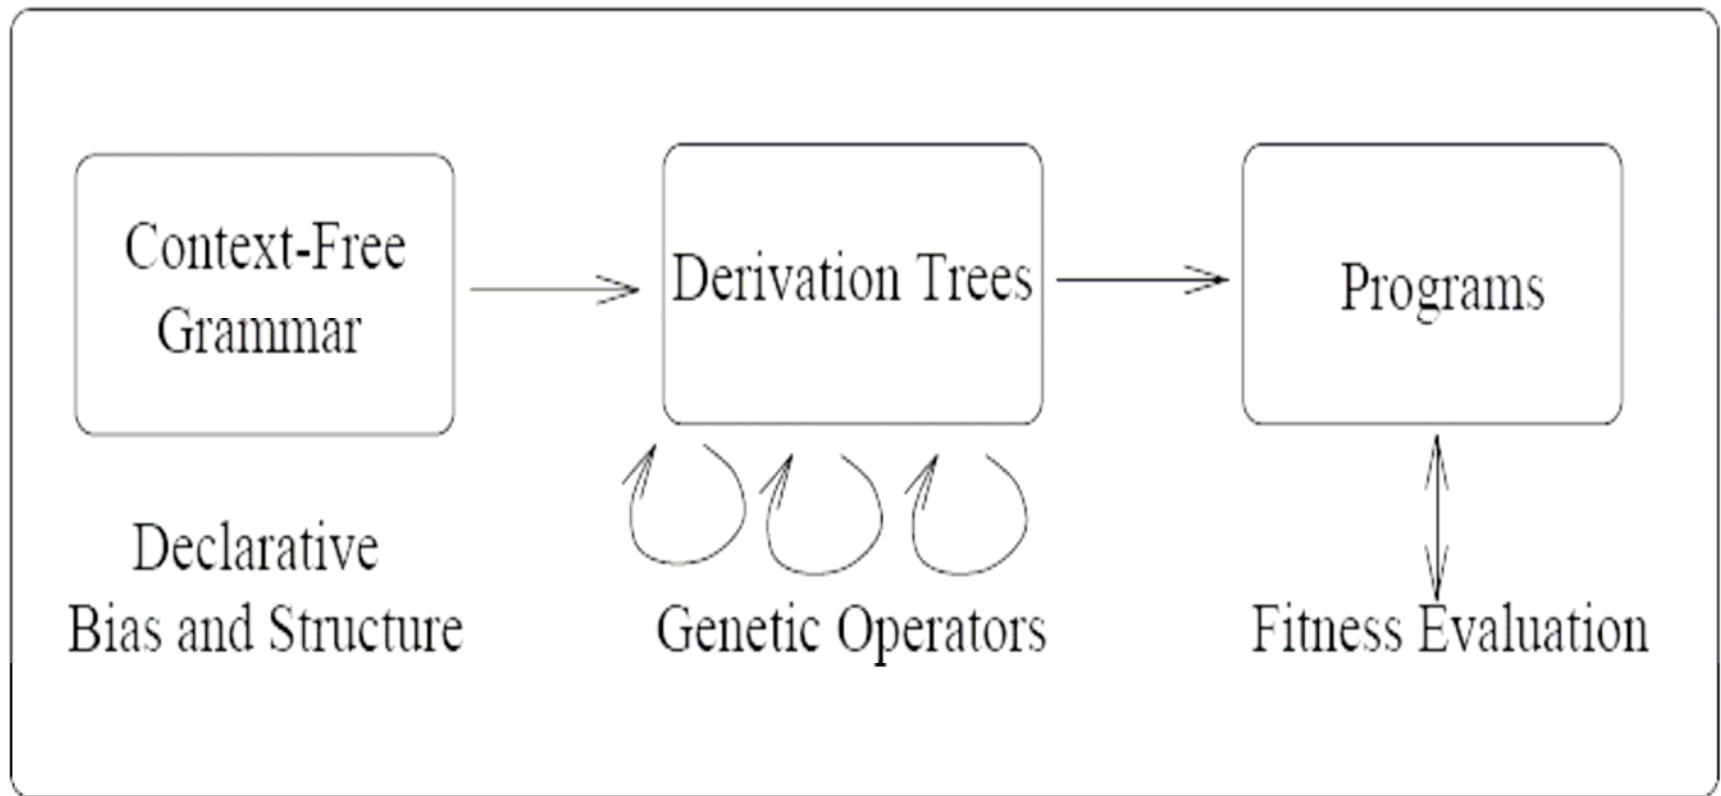 Context-Free
Grammar
Derivation Trees
Programs
Declarative
Bias and Structure
Genetic Operators
Fitness Evaluation